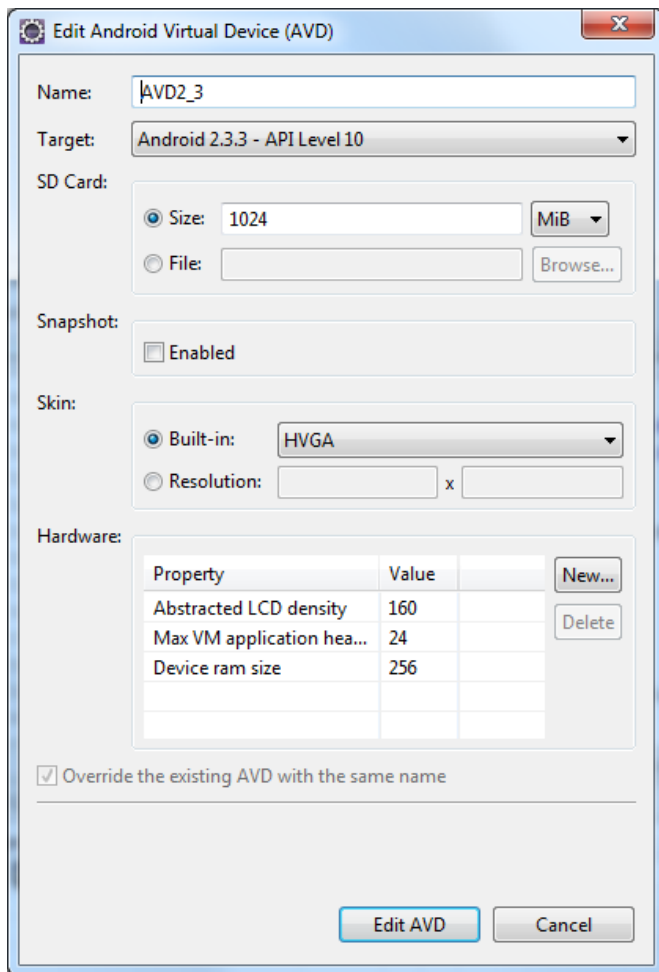 Edit Android Virtual Device (AVD)
Name: AVD2_3
Target: Android 2.3.3 - API Level 10
SD Card:
Size: 1024 MiB
File: Browse...
Snapshot:
Enabled
Skin:
Built-in: HVGA
Resolution: x
Hardware:
Property Value New...
Abstracted LCD density 160
Delete
Max VM application hea... 24
Device ram size 256
Override the existing AVD with the same name
Edit AVD Cancel